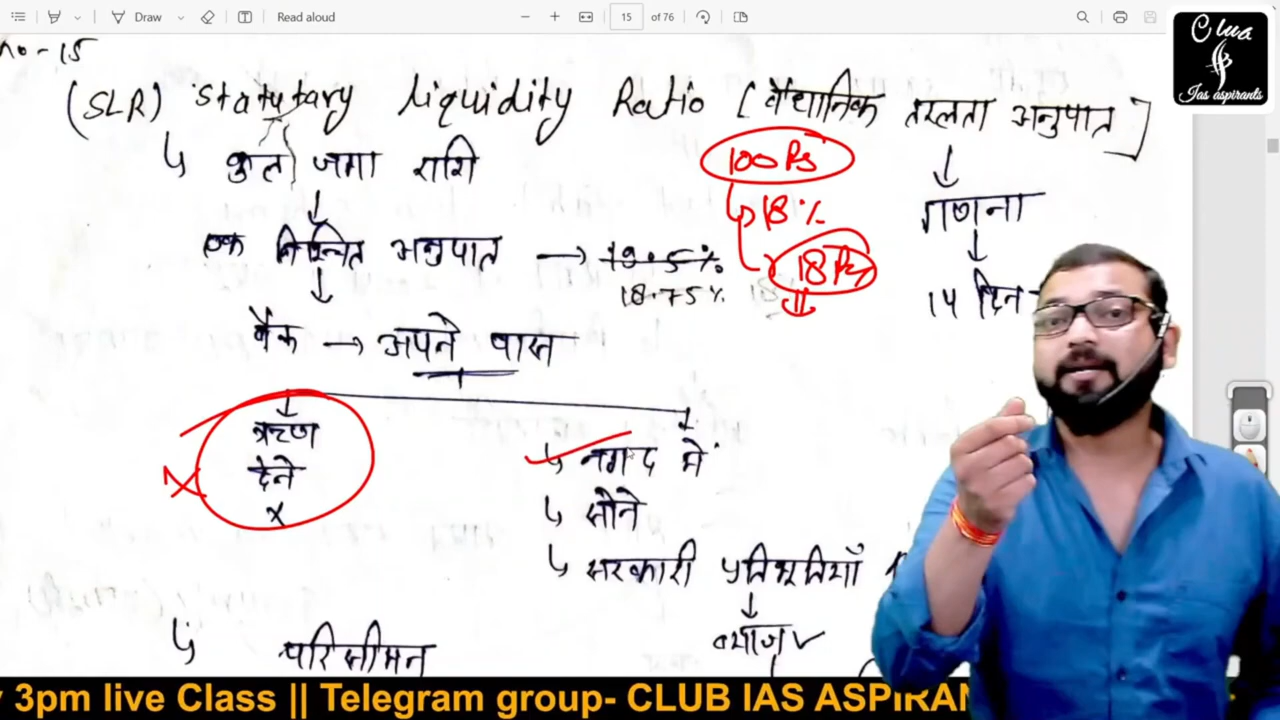 Draw
Read aloud
15 of 76
no-15
(SLR) Statutary liquidity Ratio [वैद्यानिक तरलता अनुपात]
कुल जमा राशि
100 Rs
18%
18 Rs
गणना
एक निश्चित अनुपात → 19.5%
18.75% 18%
14 दिन
बैंक → अपने पास
ऋण
देने
x
नगद में
सोने
सरकारी प्रतिभूतियाँ
ब्याज ✓
परिसीमन
Club
Ias aspirants
y 3pm live Class || Telegram group- CLUB IAS ASPIRAN